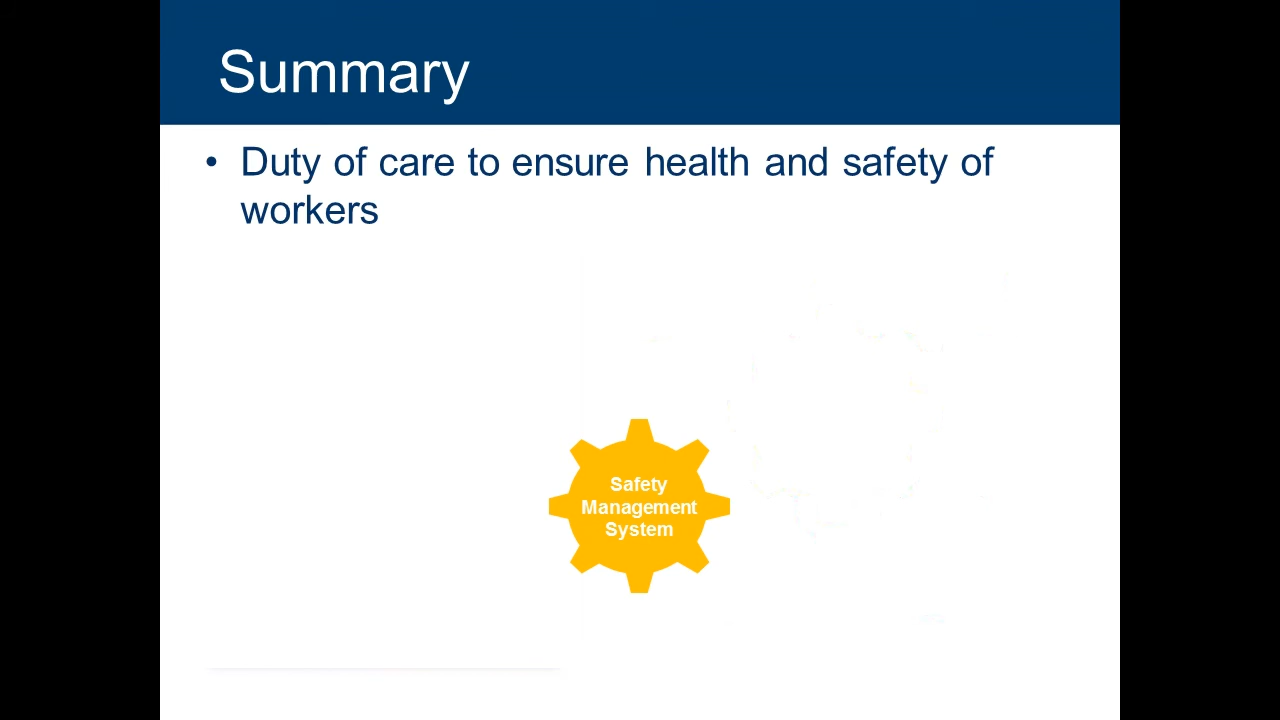 Summary
• Duty of care to ensure health and safety of
workers
Safety
Management
System